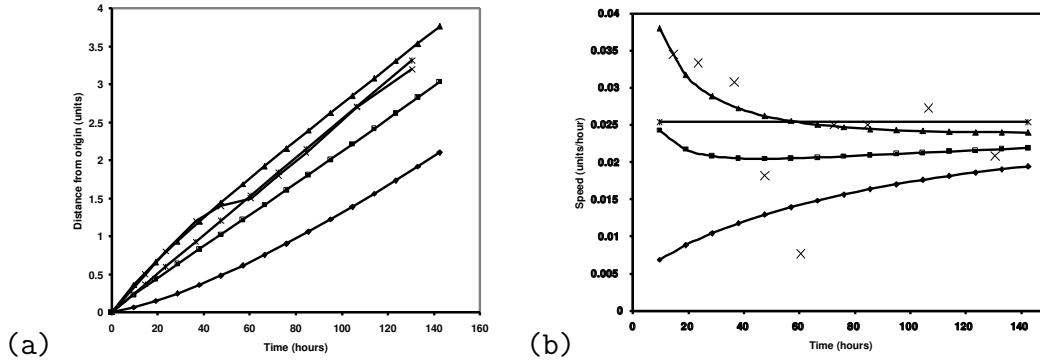 (a)
Distance from origin (units)
4
3.5
3
2.5
2
1.5
1
0.5
0
0 20 40 60 80 100 120 140 160
Time (hours)
(b)
Speed (units/hour)
0.04
0.035
0.03
0.025
0.02
0.015
0.01
0.005
0
0 20 40 60 80 100 120 140
Time (hours)